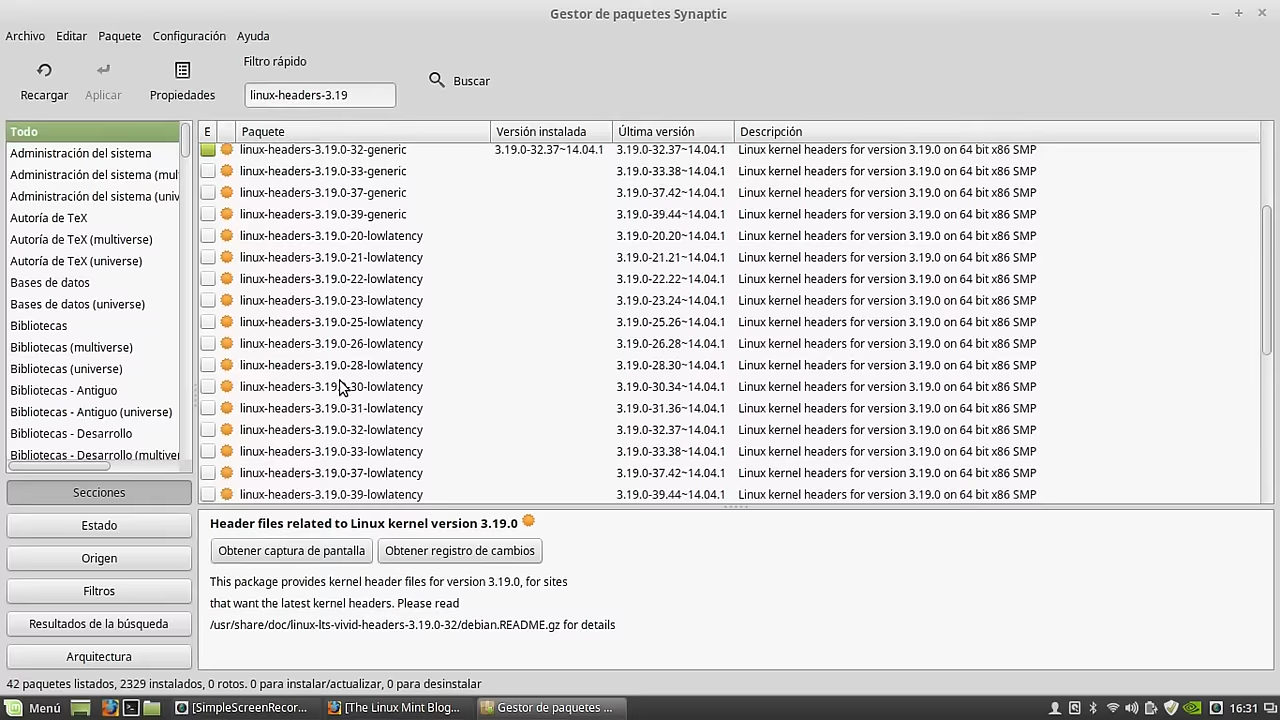 Gestor de paquetes Synaptic
Archivo Editar Paquete Configuración Ayuda
Filtro rápido
Recargar Aplicar Propiedades linux-headers-3.19 Buscar
Todo
Administración del sistema
Administración del sistema (mul
Administración del sistema (univ
Autoría de TeX
Autoría de TeX (multiverse)
Autoría de TeX (universe)
Bases de datos
Bases de datos (universe)
Bibliotecas
Bibliotecas (multiverse)
Bibliotecas (universe)
Bibliotecas - Antiguo
Bibliotecas - Antiguo (universe)
Bibliotecas - Desarrollo
Bibliotecas - Desarrollo (multive
Secciones
Estado
Origen
Filtros
Resultados de la búsqueda
Arquitectura
E Paquete Versión instalada Última versión Descripción
linux-headers-3.19.0-32-generic 3.19.0-32.37~14.04.1 3.19.0-32.37~14.04.1 Linux kernel headers for version 3.19.0 on 64 bit x86 SMP
linux-headers-3.19.0-33-generic 3.19.0-33.38~14.04.1 Linux kernel headers for version 3.19.0 on 64 bit x86 SMP
linux-headers-3.19.0-37-generic 3.19.0-37.42~14.04.1 Linux kernel headers for version 3.19.0 on 64 bit x86 SMP
linux-headers-3.19.0-39-generic 3.19.0-39.44~14.04.1 Linux kernel headers for version 3.19.0 on 64 bit x86 SMP
linux-headers-3.19.0-20-lowlatency 3.19.0-20.20~14.04.1 Linux kernel headers for version 3.19.0 on 64 bit x86 SMP
linux-headers-3.19.0-21-lowlatency 3.19.0-21.21~14.04.1 Linux kernel headers for version 3.19.0 on 64 bit x86 SMP
linux-headers-3.19.0-22-lowlatency 3.19.0-22.22~14.04.1 Linux kernel headers for version 3.19.0 on 64 bit x86 SMP
linux-headers-3.19.0-23-lowlatency 3.19.0-23.24~14.04.1 Linux kernel headers for version 3.19.0 on 64 bit x86 SMP
linux-headers-3.19.0-25-lowlatency 3.19.0-25.26~14.04.1 Linux kernel headers for version 3.19.0 on 64 bit x86 SMP
linux-headers-3.19.0-26-lowlatency 3.19.0-26.28~14.04.1 Linux kernel headers for version 3.19.0 on 64 bit x86 SMP
linux-headers-3.19.0-28-lowlatency 3.19.0-28.30~14.04.1 Linux kernel headers for version 3.19.0 on 64 bit x86 SMP
linux-headers-3.19.0-30-lowlatency 3.19.0-30.34~14.04.1 Linux kernel headers for version 3.19.0 on 64 bit x86 SMP
linux-headers-3.19.0-31-lowlatency 3.19.0-31.36~14.04.1 Linux kernel headers for version 3.19.0 on 64 bit x86 SMP
linux-headers-3.19.0-32-lowlatency 3.19.0-32.37~14.04.1 Linux kernel headers for version 3.19.0 on 64 bit x86 SMP
linux-headers-3.19.0-33-lowlatency 3.19.0-33.38~14.04.1 Linux kernel headers for version 3.19.0 on 64 bit x86 SMP
linux-headers-3.19.0-37-lowlatency 3.19.0-37.42~14.04.1 Linux kernel headers for version 3.19.0 on 64 bit x86 SMP
linux-headers-3.19.0-39-lowlatency 3.19.0-39.44~14.04.1 Linux kernel headers for version 3.19.0 on 64 bit x86 SMP
Header files related to Linux kernel version 3.19.0
Obtener captura de pantalla Obtener registro de cambios
This package provides kernel header files for version 3.19.0, for sites
that want the latest kernel headers. Please read
/usr/share/doc/linux-lts-vivid-headers-3.19.0-32/debian.README.gz for details
42 paquetes listados, 2329 instalados, 0 rotos. 0 para instalar/actualizar, 0 para desinstalar
Menú [SimpleScreenRecor... [The Linux Mint Blog... Gestor de paquetes ... 16:31